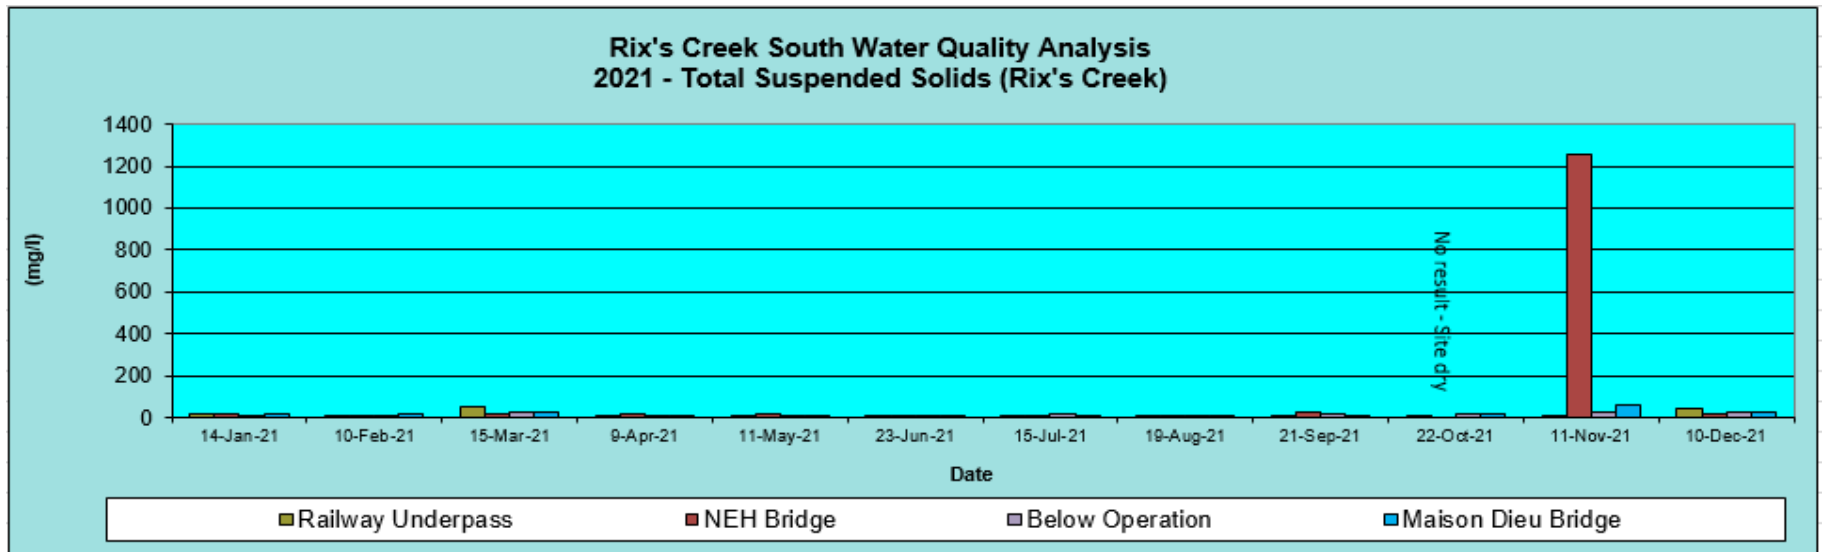 Rix's Creek South Water Quality Analysis
2021 - Total Suspended Solids (Rix's Creek)
1400
1200
1000
800
600
400
200
0
(mg/l)
No result - Site dry
14-Jan-21 10-Feb-21 15-Mar-21 9-Apr-21 11-May-21 23-Jun-21 15-Jul-21 19-Aug-21 21-Sep-21 22-Oct-21 11-Nov-21 10-Dec-21
Date
Railway Underpass NEH Bridge Below Operation Maison Dieu Bridge